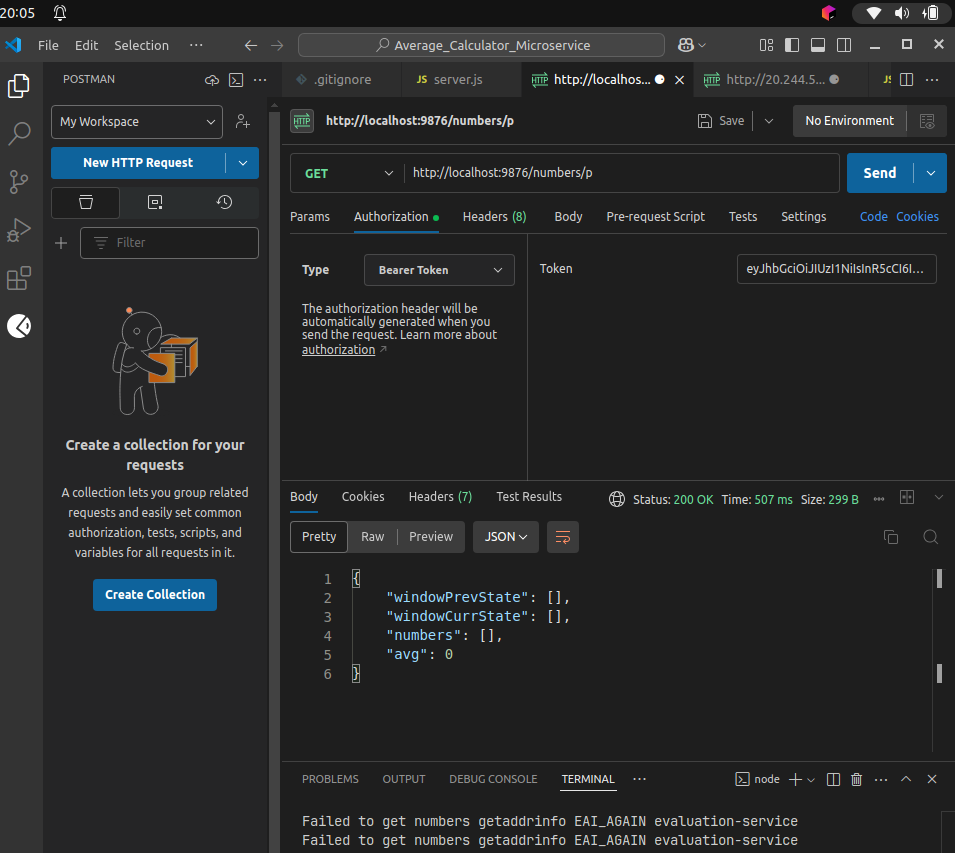 20:05
File Edit Selection ···
Average_Calculator_Microservice
POSTMAN
.gitignore
JS server.js
HTTP http://localhos...
HTTP http://20.244.5...
My Workspace
HTTP http://localhost:9876/numbers/p
Save
No Environment
New HTTP Request
GET
http://localhost:9876/numbers/p
Send
Params Authorization Headers (8) Body Pre-request Script Tests Settings Code Cookies
Filter
Type
Bearer Token
Token
eyJhbGciOiJIUzI1NiIsInR5cCI6I...
The authorization header will be
automatically generated when you
send the request. Learn more about
authorization
Create a collection for your
requests
A collection lets you group related
requests and easily set common
authorization, tests, scripts, and
variables for all requests in it.
Create Collection
Body Cookies Headers (7) Test Results
Status: 200 OK Time: 507 ms Size: 299 B
Pretty Raw Preview JSON
1 {
2 "windowPrevState": [],
3 "windowCurrState": [],
4 "numbers": [],
5 "avg": 0
6 }
PROBLEMS OUTPUT DEBUG CONSOLE TERMINAL ···
node
Failed to get numbers getaddrinfo EAI_AGAIN evaluation-service
Failed to get numbers getaddrinfo EAI_AGAIN evaluation-service